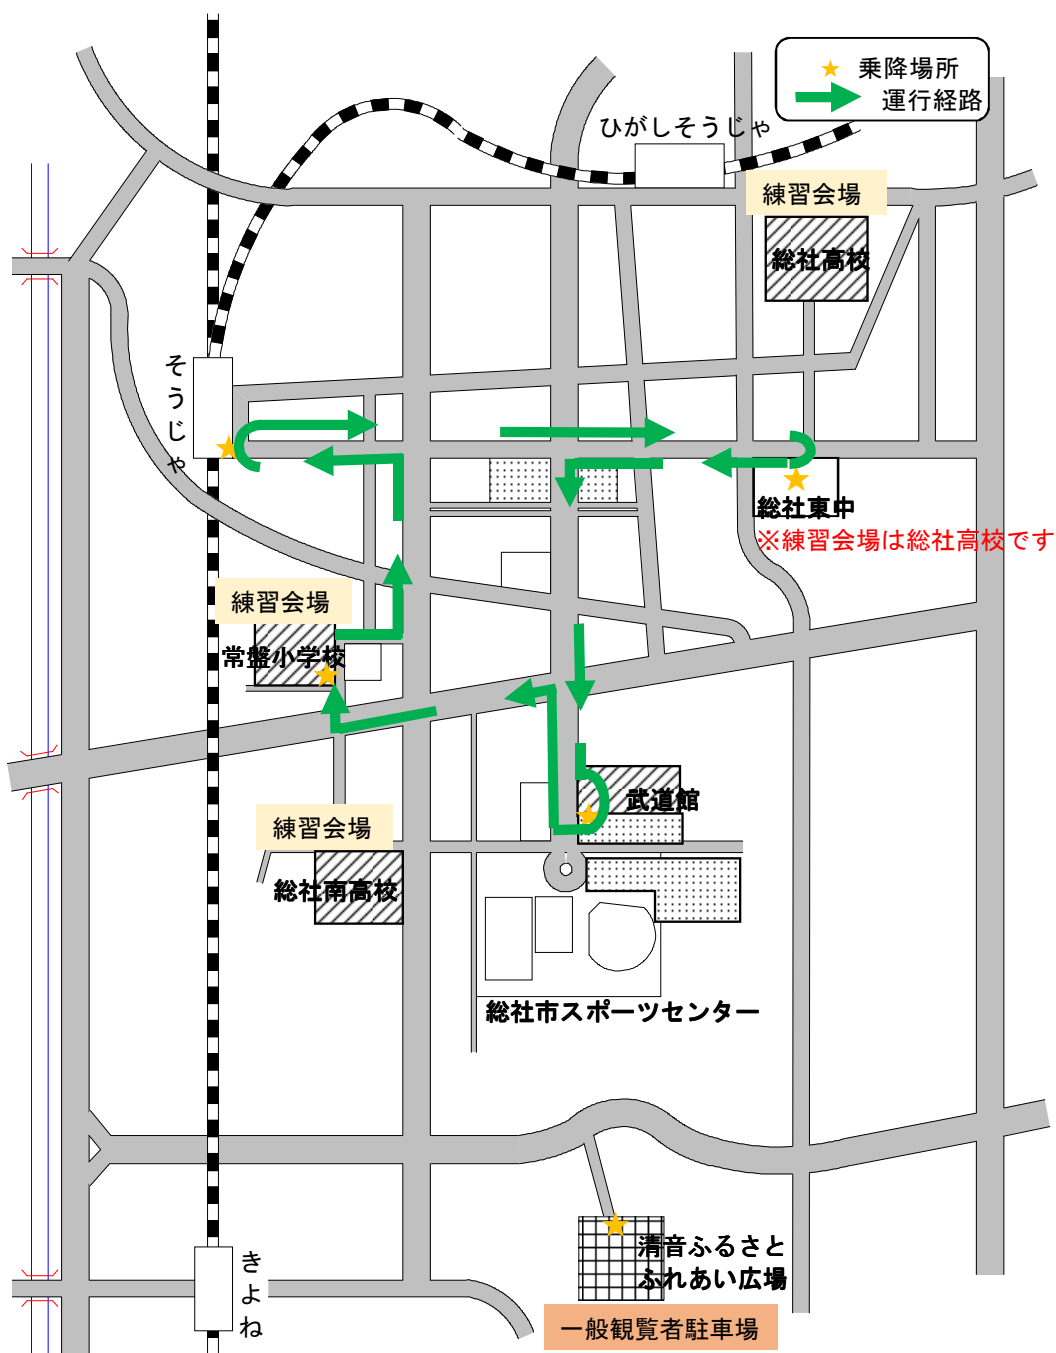 乗降場所
運行経路
ひがしそうじゃ
練習会場
総社高校
そうじゃ
総社東中
※練習会場は総社高校です
練習会場
常盤小学校
武道館
練習会場
総社南高校
総社市スポーツセンター
清音ふるさと
ふれあい広場
きよね
一般観覧者駐車場